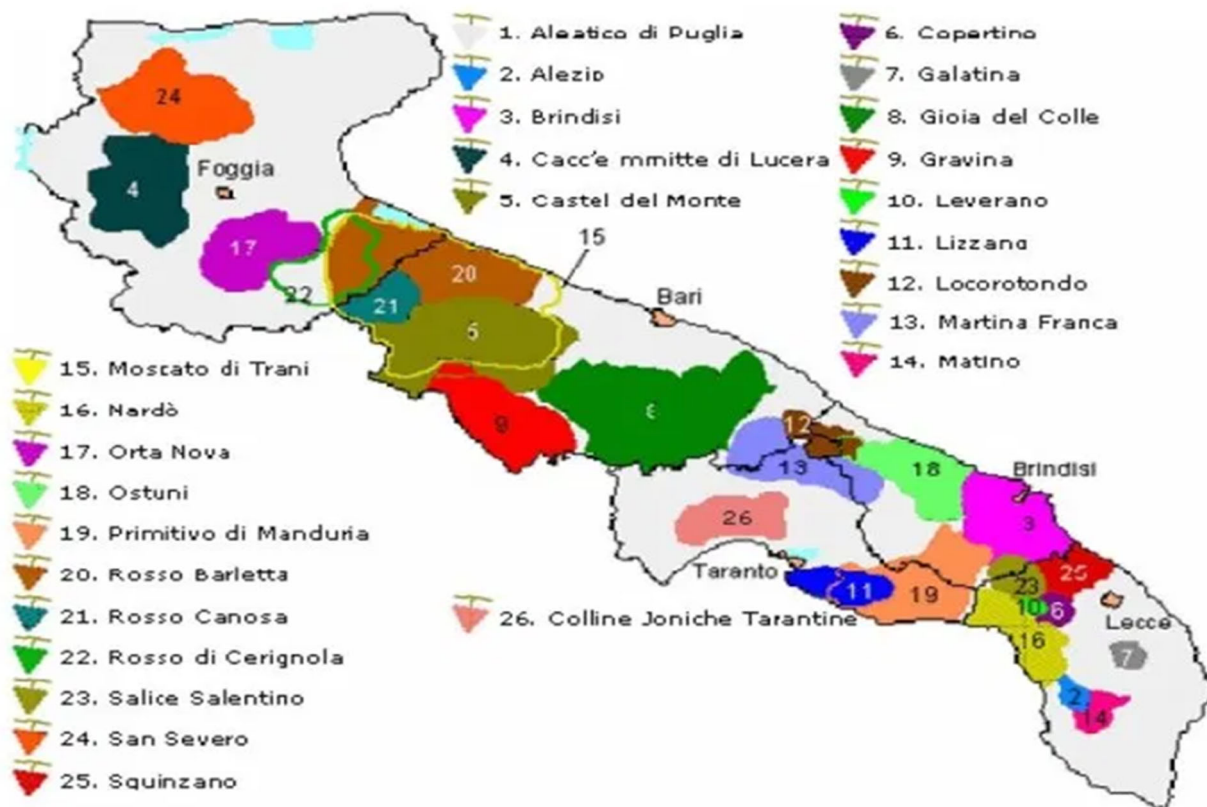 1. Aleatico di Puglia
2. Alezio
3. Brindisi
4. Cacc'e mmitte di Lucera
5. Castel del Monte
6. Copertino
7. Galatina
8. Gioia del Colle
9. Gravina
10. Leverano
11. Lizzano
12. Locorotondo
13. Martina Franca
14. Matino
24
Foggia
4
17
22
15
20
21
5
Bari
8
9
12
13
18
Brindisi
3
26
Taranto
11
19
23
25
10
6
Lecce
16
7
2
14
15. Moscato di Trani
16. Nardò
17. Orta Nova
18. Ostuni
19. Primitivo di Manduria
20. Rosso Barletta
21. Rosso Canosa
22. Rosso di Cerignola
23. Salice Salentino
24. San Severo
25. Squinzano
26. Colline Joniche Tarantine